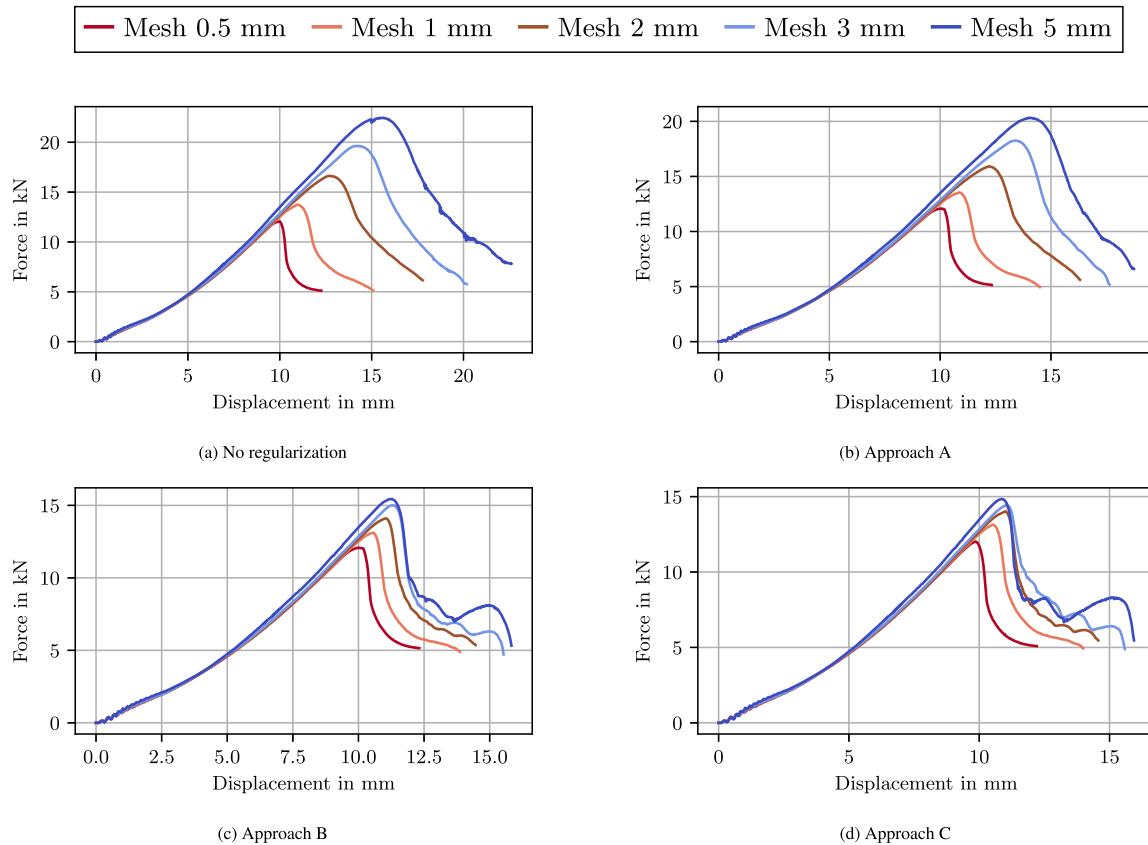 Mesh 0.5 mm Mesh 1 mm Mesh 2 mm Mesh 3 mm Mesh 5 mm
20
15
10
5
0
Force in kN
0 5 10 15 20
Displacement in mm
(a) No regularization
20
15
10
5
0
Force in kN
0 5 10 15
Displacement in mm
(b) Approach A
15
10
5
0
Force in kN
0.0 2.5 5.0 7.5 10.0 12.5 15.0
Displacement in mm
(c) Approach B
15
10
5
0
Force in kN
0 5 10 15
Displacement in mm
(d) Approach C